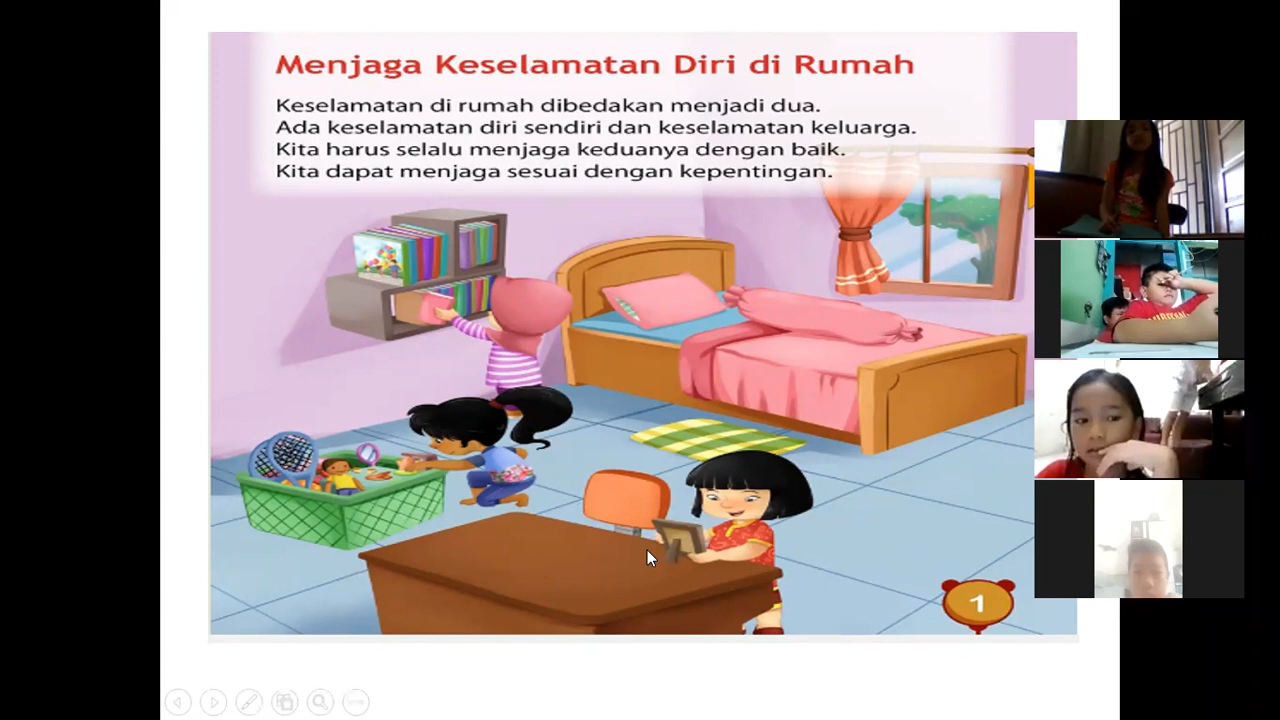 Menjaga Keselamatan Diri di Rumah
Keselamatan di rumah dibedakan menjadi dua.
Ada keselamatan diri sendiri dan keselamatan keluarga.
Kita harus selalu menjaga keduanya dengan baik.
Kita dapat menjaga sesuai dengan kepentingan.
1